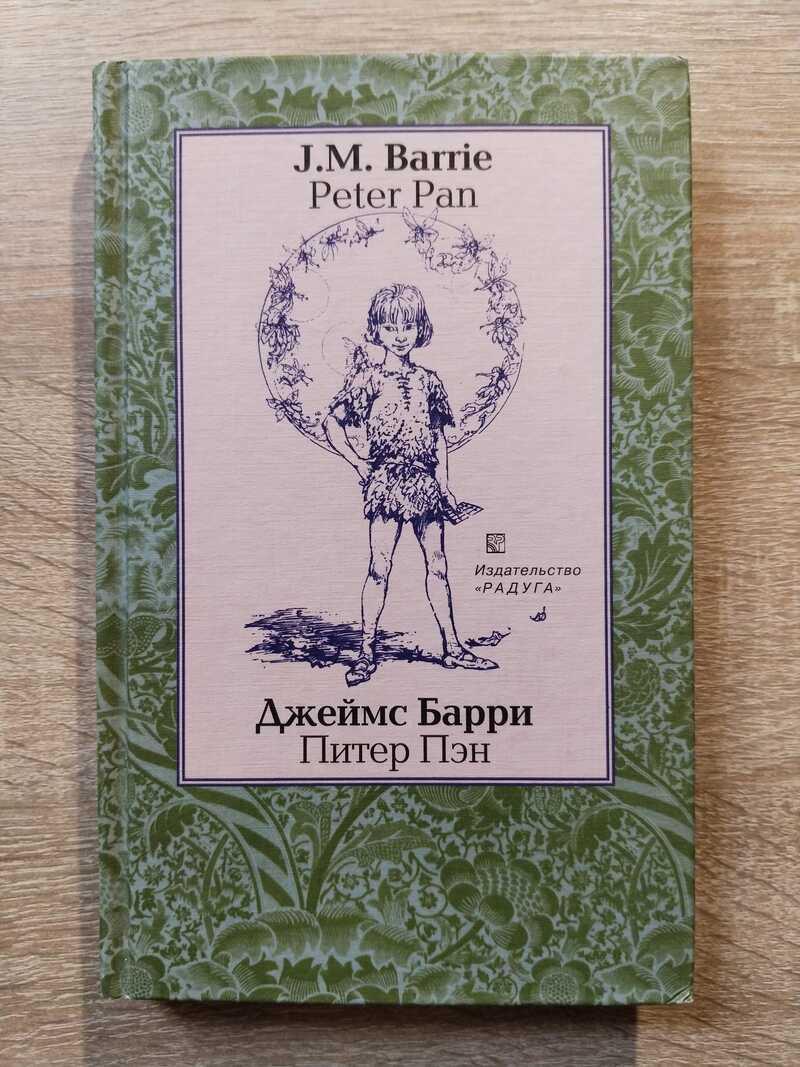 J.M. Barrie
Peter Pan
Издательство
«РАДУГА»
Джеймс Барри
Питер Пэн